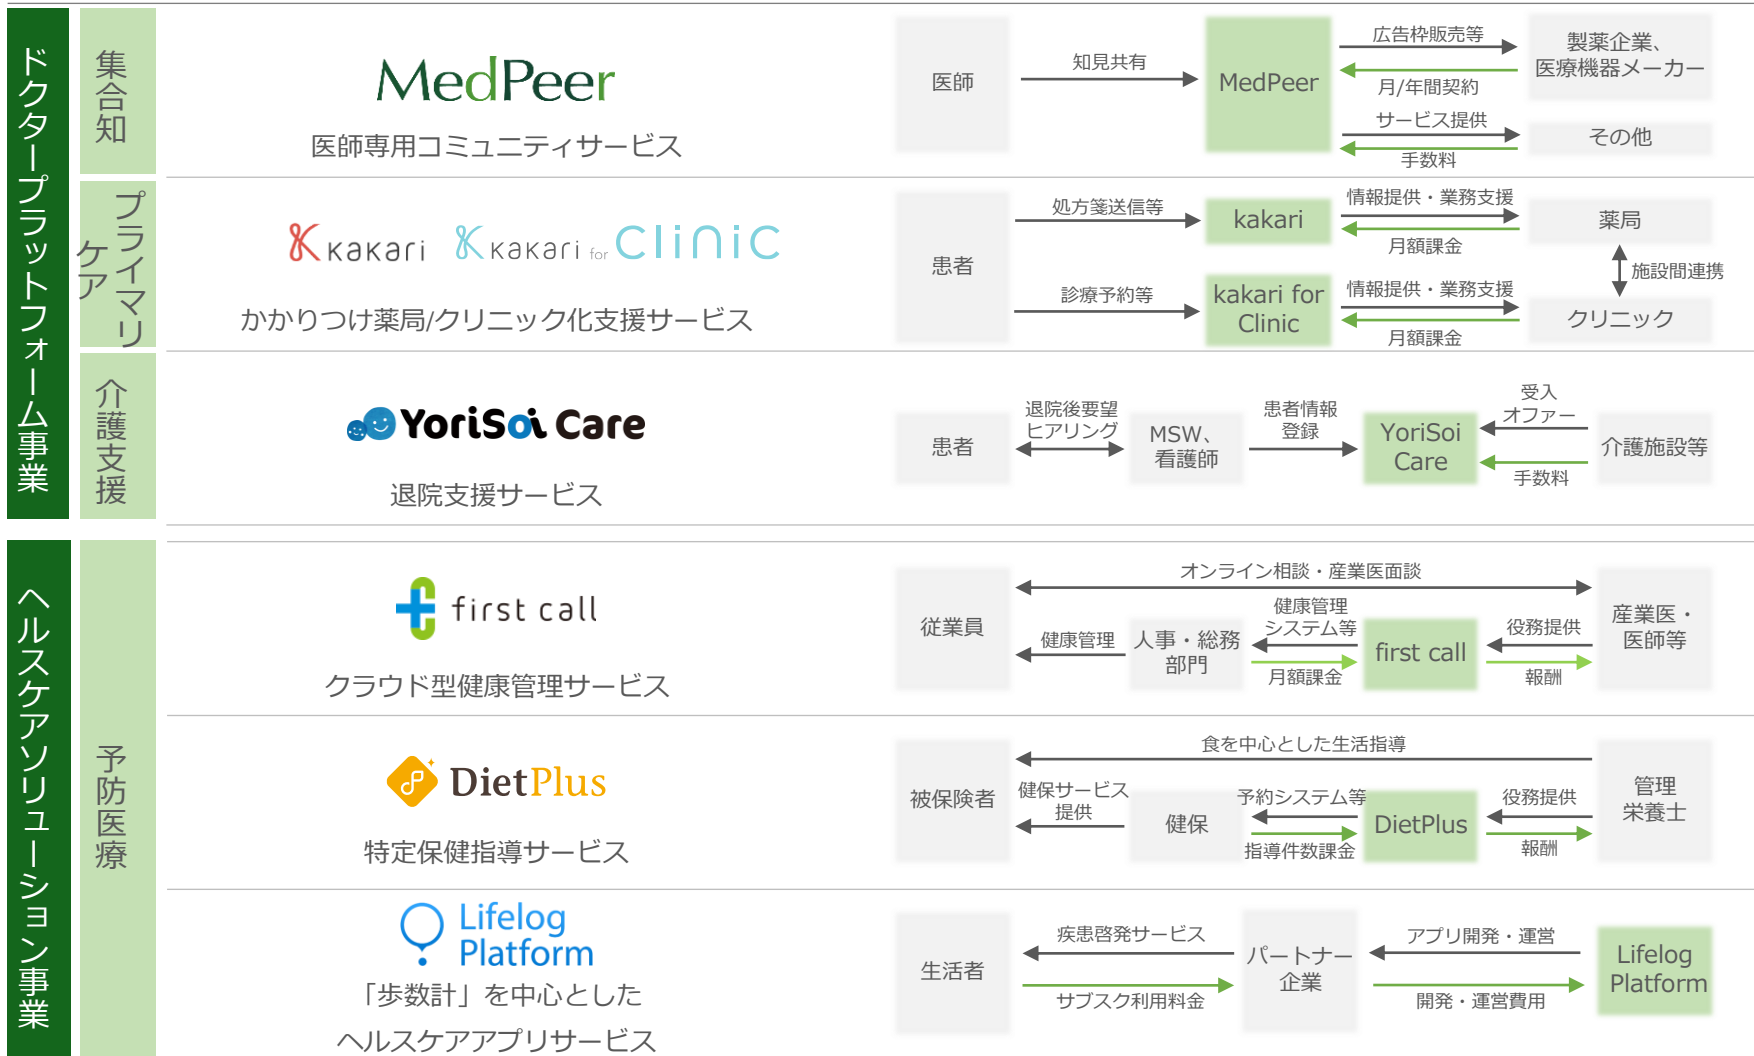 ドクタープラットフォーム事業
集合知
MedPeer
医師専用コミュニティサービス
医師
知見共有
MedPeer
広告枠販売等
月/年間契約
製薬企業、
医療機器メーカー
サービス提供
手数料
その他
プライマリ
ケア
kakari
kakari for CliniC
かかりつけ薬局/クリニック化支援サービス
患者
処方箋送信等
kakari
情報提供・業務支援
月額課金
薬局
施設間連携
診療予約等
kakari for
Clinic
情報提供・業務支援
月額課金
クリニック
介護支援
YoriSoi Care
退院支援サービス
患者
退院後要望
ヒアリング
MSW、
看護師
患者情報
登録
YoriSoi
Care
受入
オファー
手数料
介護施設等
ヘルスケアソリューション事業
予防医療
first call
クラウド型健康管理サービス
従業員
オンライン相談・産業医面談
健康管理
人事・総務
部門
健康管理
システム等
月額課金
first call
役務提供
報酬
産業医・
医師等
DietPlus
特定保健指導サービス
被保険者
食を中心とした生活指導
健保サービス
提供
健保
予約システム等
指導件数課金
DietPlus
役務提供
報酬
管理
栄養士
Lifelog
Platform
「歩数計」を中心とした
ヘルスケアアプリサービス
生活者
疾患啓発サービス
サブスク利用料金
パートナー
企業
アプリ開発・運営
開発・運営費用
Lifelog
Platform